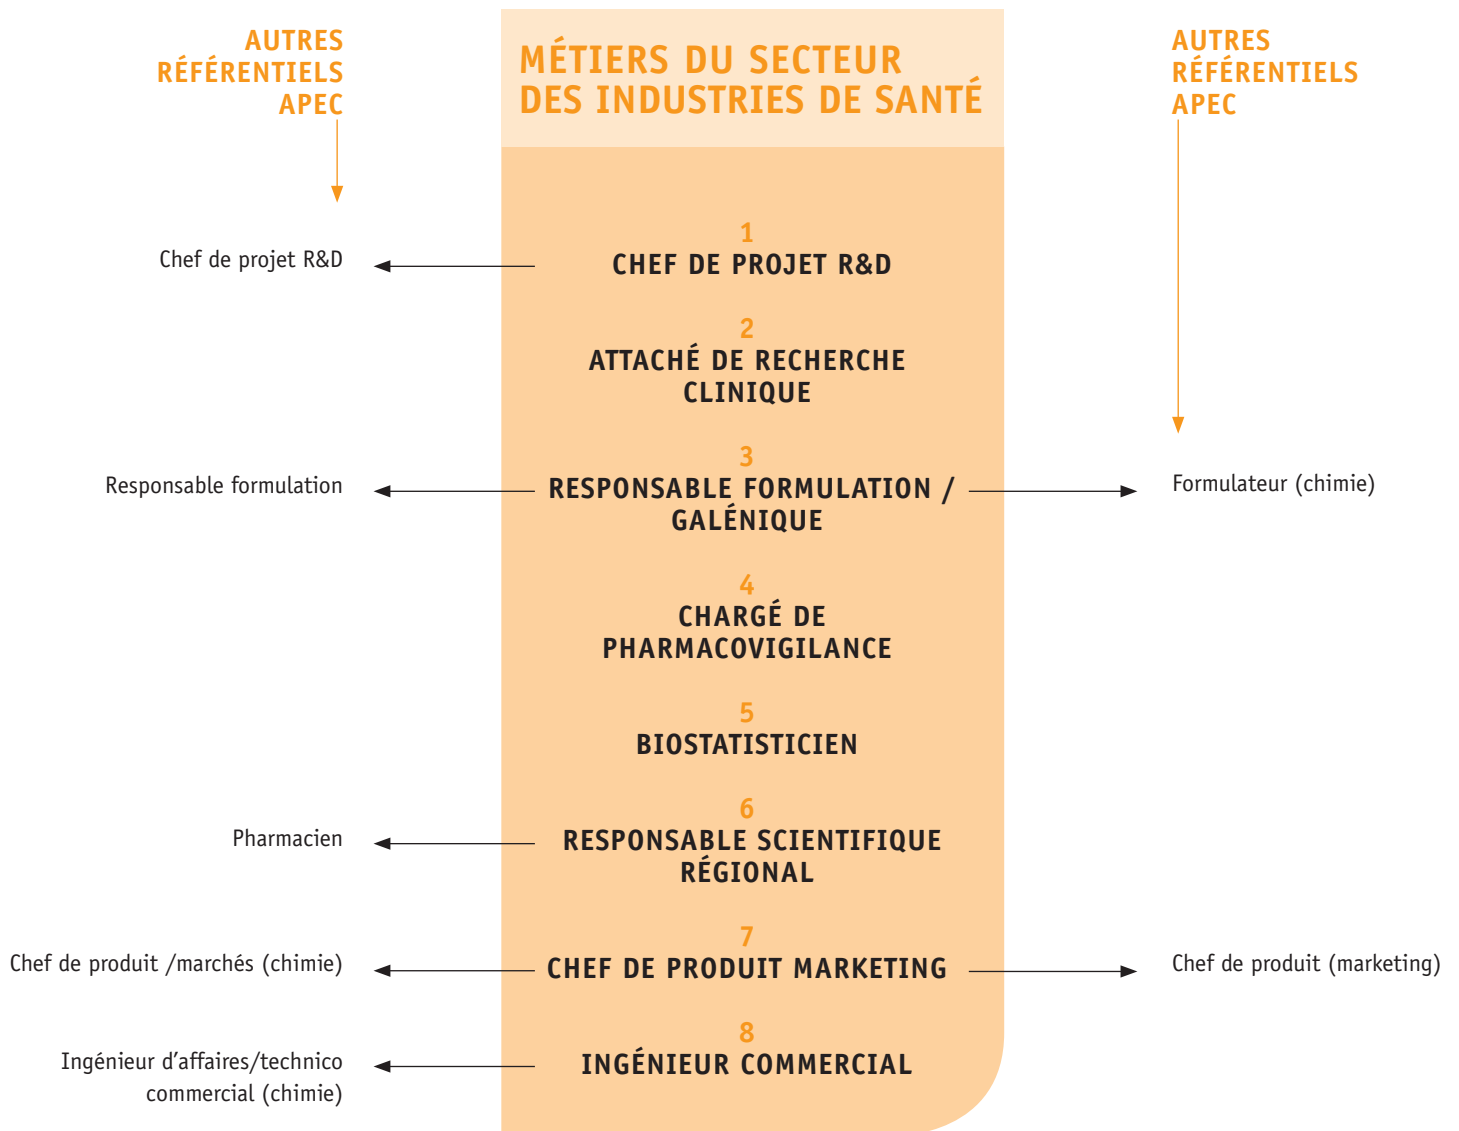 AUTRES
RÉFÉRENTIELS
APEC
MÉTIERS DU SECTEUR
DES INDUSTRIES DE SANTÉ
AUTRES
RÉFÉRENTIELS
APEC
1
Chef de projet R&D
CHEF DE PROJET R&D
2
ATTACHÉ DE RECHERCHE
CLINIQUE
3
Responsable formulation
RESPONSABLE FORMULATION /
GALÉNIQUE
Formulateur (chimie)
4
CHARGÉ DE
PHARMACOVIGILANCE
5
BIOSTATISTICIEN
6
Pharmacien
RESPONSABLE SCIENTIFIQUE
RÉGIONAL
7
Chef de produit /marchés (chimie)
CHEF DE PRODUIT MARKETING
Chef de produit (marketing)
8
Ingénieur d'affaires/technico
commercial (chimie)
INGÉNIEUR COMMERCIAL